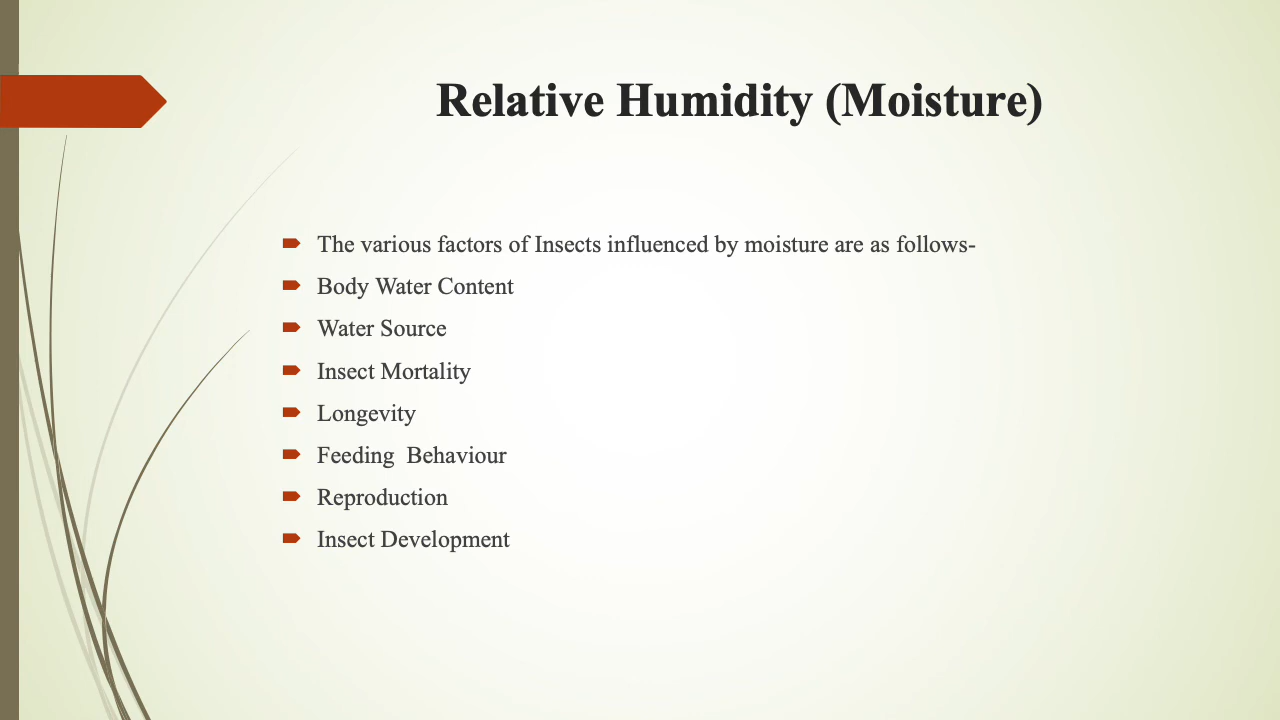 Relative Humidity (Moisture)
The various factors of Insects influenced by moisture are as follows-
Body Water Content
Water Source
Insect Mortality
Longevity
Feeding  Behaviour
Reproduction
Insect Development